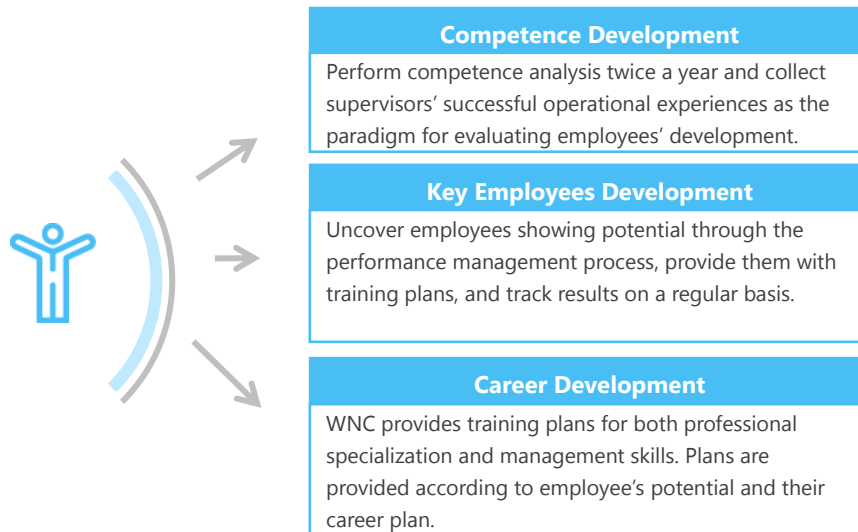 Competence Development
Perform competence analysis twice a year and collect
supervisors’ successful operational experiences as the
paradigm for evaluating employees’ development.
Key Employees Development
Uncover employees showing potential through the
performance management process, provide them with
training plans, and track results on a regular basis.
Career Development
WNC provides training plans for both professional
specialization and management skills. Plans are
provided according to employee’s potential and their
career plan.